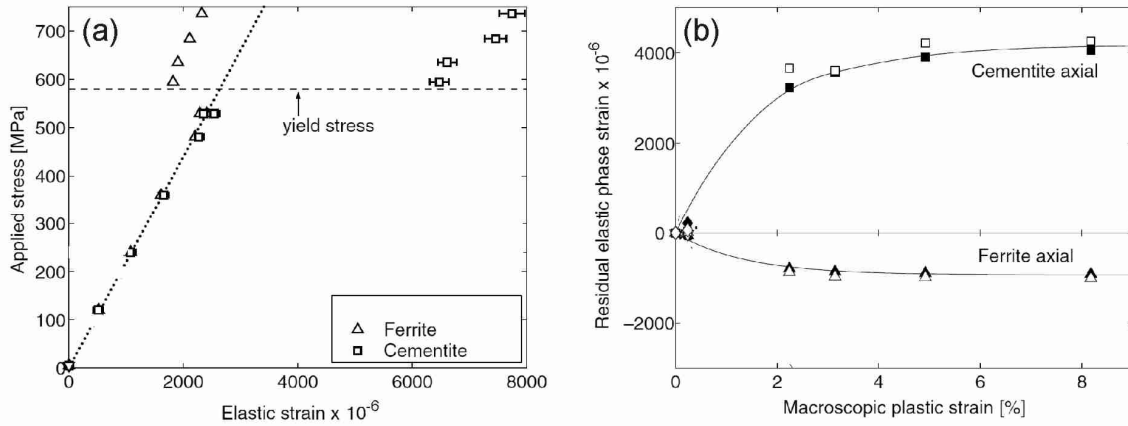 (a)
700
600
500
400
300
200
100
0
Applied stress [MPa]
yield stress
Ferrite
Cementite
0 2000 4000 6000 8000
Elastic strain x 10-6
(b)
4000
2000
0
−2000
Residual elastic phase strain x 10-6
Cementite axial
Ferrite axial
0 2 4 6 8
Macroscopic plastic strain [%]